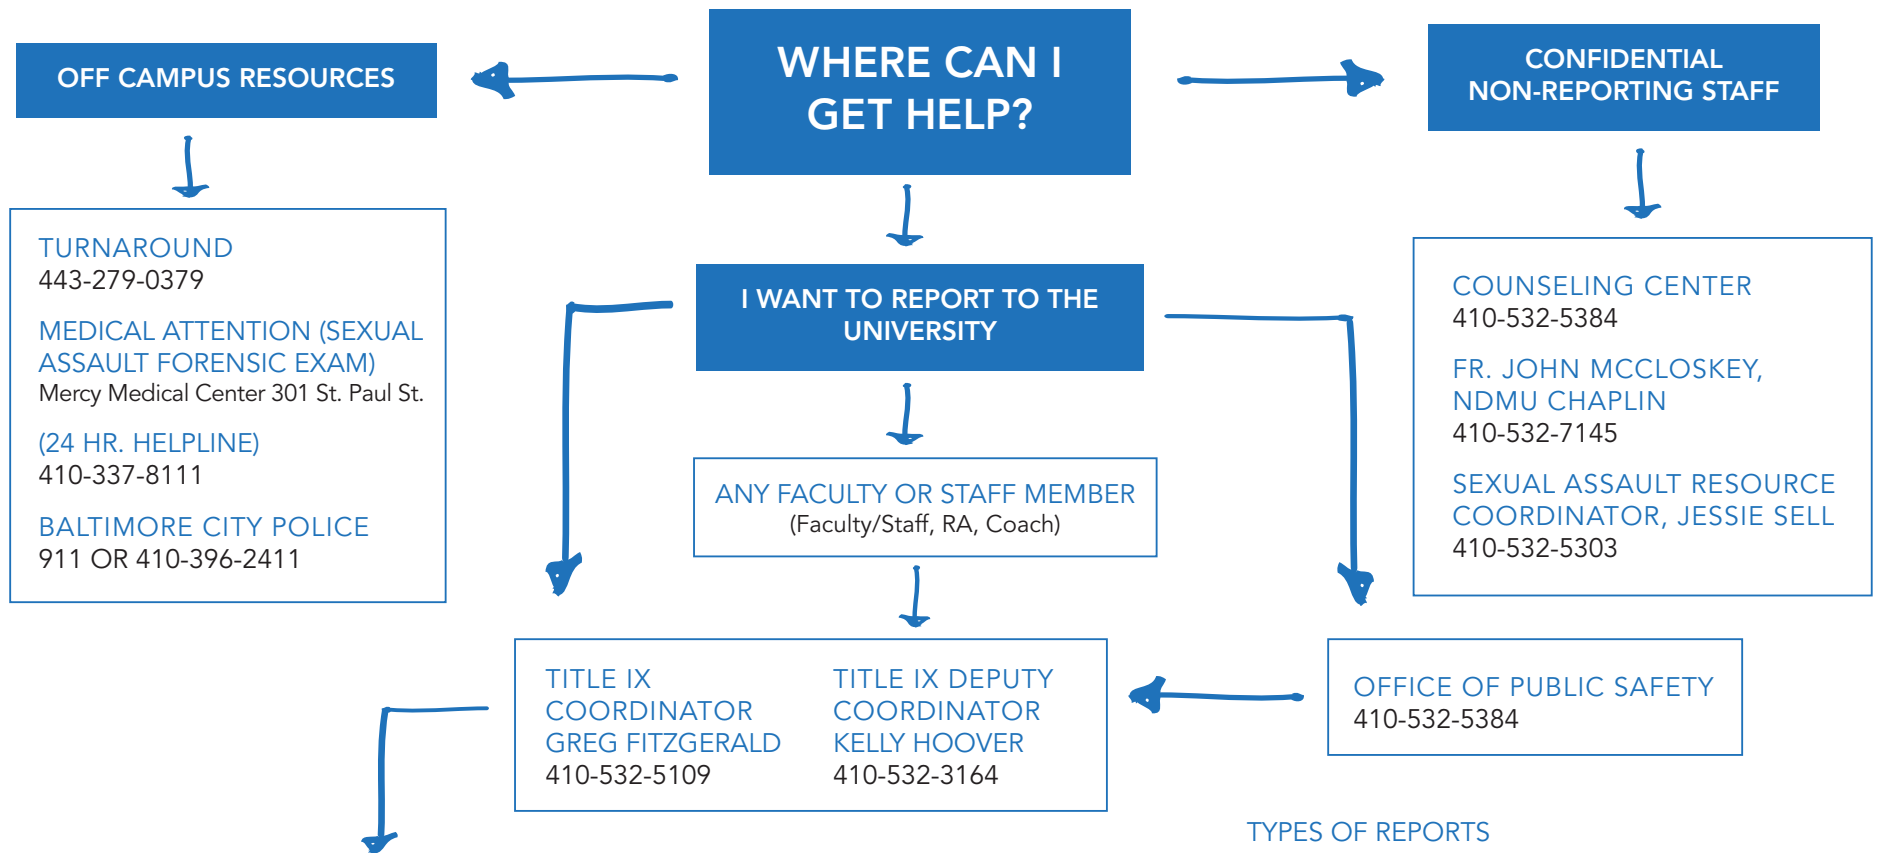 WHERE CAN I
GET HELP?
OFF CAMPUS RESOURCES
TURNAROUND
443-279-0379
MEDICAL ATTENTION (SEXUAL
ASSAULT FORENSIC EXAM)
Mercy Medical Center 301 St. Paul St.
(24 HR. HELPLINE)
410-337-8111
BALTIMORE CITY POLICE
911 OR 410-396-2411
I WANT TO REPORT TO THE
UNIVERSITY
ANY FACULTY OR STAFF MEMBER
(Faculty/Staff, RA, Coach)
TITLE IX
COORDINATOR
GREG FITZGERALD
410-532-5109
TITLE IX DEPUTY
COORDINATOR
KELLY HOOVER
410-532-3164
OFFICE OF PUBLIC SAFETY
410-532-5384
CONFIDENTIAL
NON-REPORTING STAFF
COUNSELING CENTER
410-532-5384
FR. JOHN MCCLOSKEY,
NDMU CHAPLIN
410-532-7145
SEXUAL ASSAULT RESOURCE
COORDINATOR, JESSIE SELL
410-532-5303
TYPES OF REPORTS